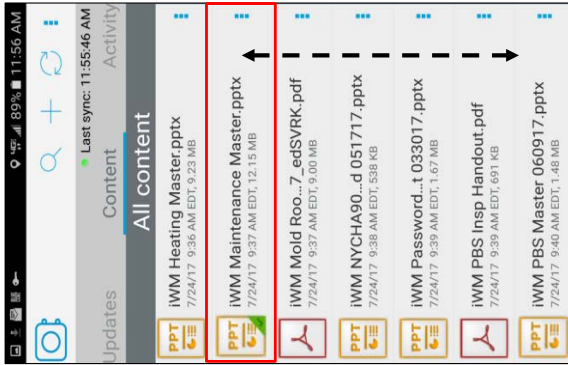 4G 89% 11:56 AM
Last sync: 11:55:46 AM
Updates Content Activity
All content
PPT iWM Heating Master.pptx
7/24/17 9:36 AM EDT, 9.23 MB
PPT iWM Maintenance Master.pptx
7/24/17 9:37 AM EDT, 12.15 MB
iWM Mold Roo...7_edSVRK.pdf
7/24/17 9:37 AM EDT, 9.00 MB
PPT iWM NYCHA90...d 051717.pptx
7/24/17 9:38 AM EDT, 538 KB
PPT iWM Password...t 033017.pptx
7/24/17 9:39 AM EDT, 1.67 MB
iWM PBS Insp Handout.pdf
7/24/17 9:39 AM EDT, 691 KB
PPT iWM PBS Master 060917.pptx
7/24/17 9:40 AM EDT, 1.48 MB